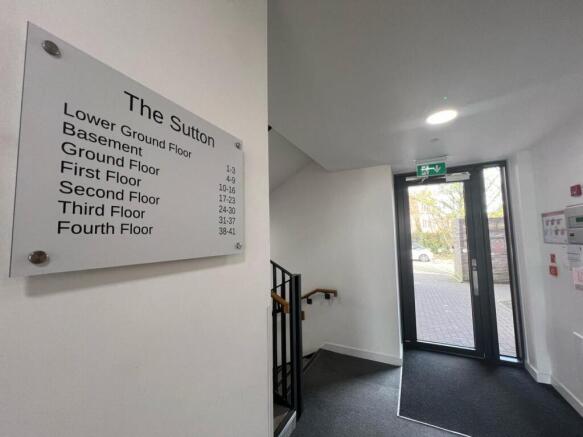 The Sutton
Lower Ground Floor 1-3
Basement 4-9
Ground Floor 10-16
First Floor 17-23
Second Floor 24-30
Third Floor 31-37
Fourth Floor 38-41